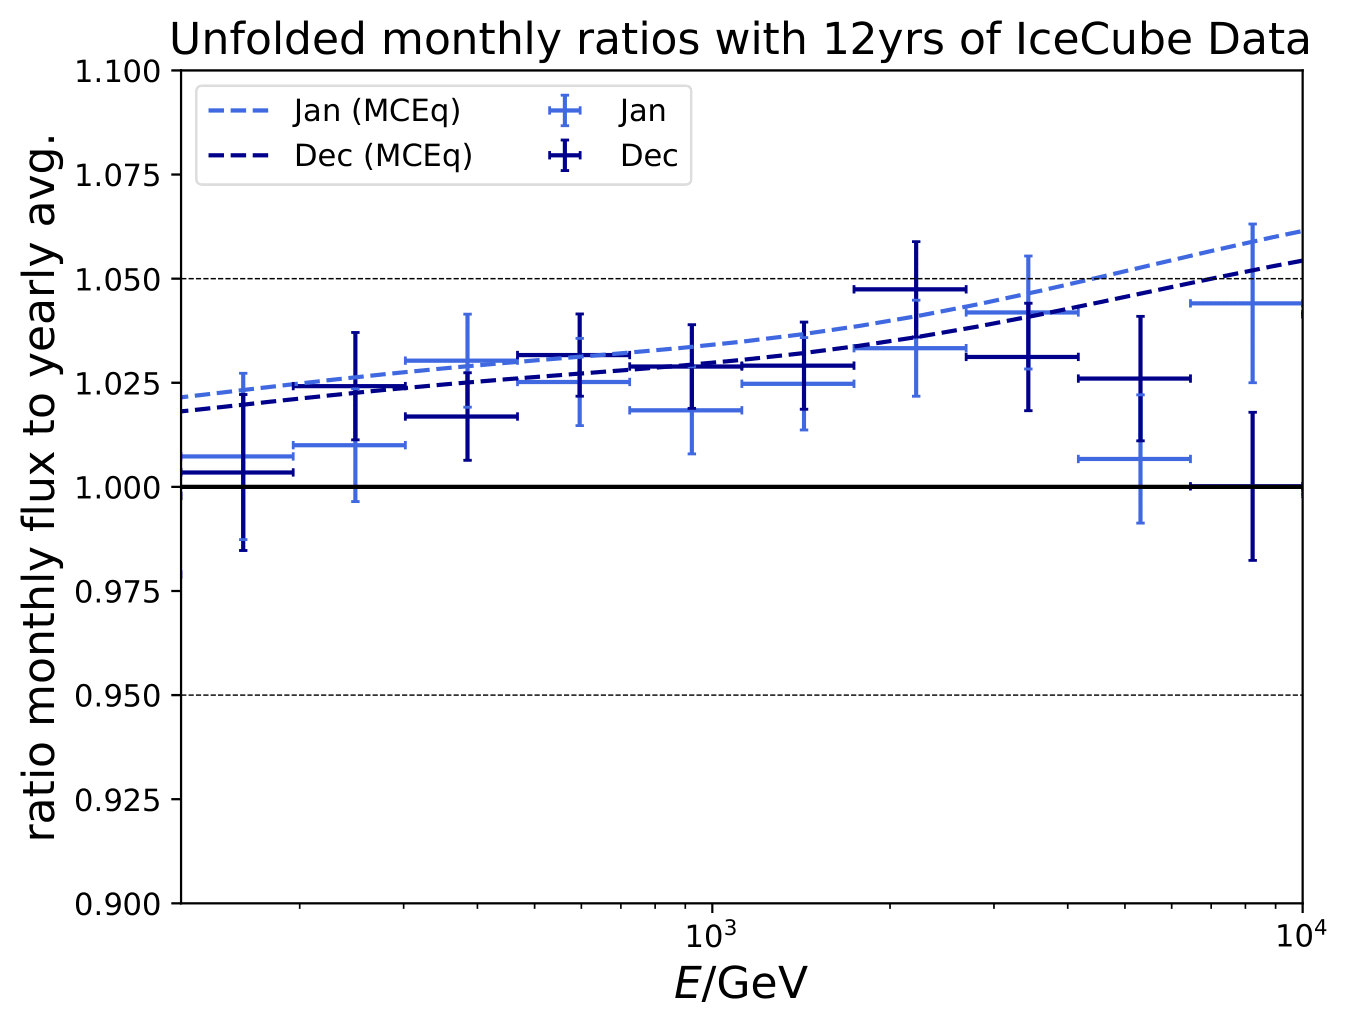 Unfolded monthly ratios with 12yrs of IceCube Data
ratio monthly flux to yearly avg.
1.100
1.075
1.050
1.025
1.000
0.975
0.950
0.925
0.900
Jan (MCEq)
Dec (MCEq)
Jan
Dec
10³
10⁴
E/GeV